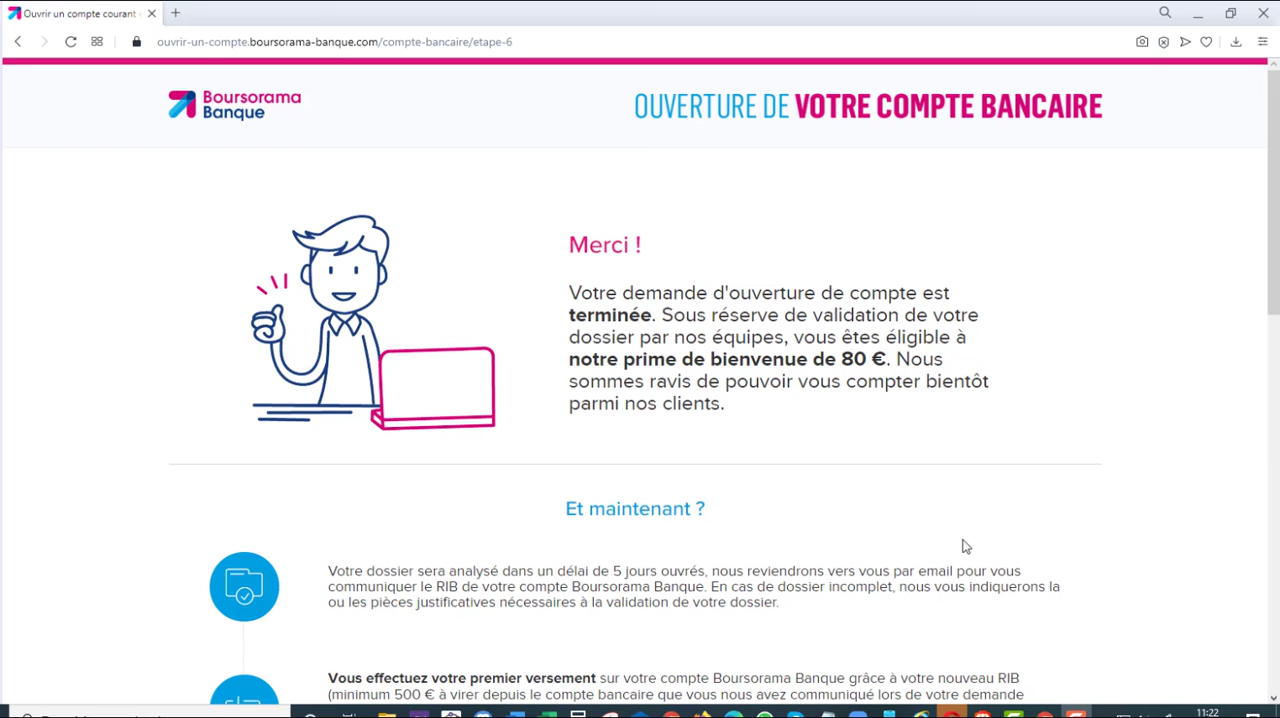 Ouvrir un compte courant
ouvrir-un-compte.boursorama-banque.com/compte-bancaire/etape-6
Boursorama
Banque
OUVERTURE DE VOTRE COMPTE BANCAIRE
Merci !
Votre demande d'ouverture de compte est
terminée. Sous réserve de validation de votre
dossier par nos équipes, vous êtes éligible à
notre prime de bienvenue de 80 €. Nous
sommes ravis de pouvoir vous compter bientôt
parmi nos clients.
Et maintenant ?
Votre dossier sera analysé dans un délai de 5 jours ouvrés, nous reviendrons vers vous par email pour vous
communiquer le RIB de votre compte Boursorama Banque. En cas de dossier incomplet, nous vous indiquerons la
ou les pièces justificatives nécessaires à la validation de votre dossier.
Vous effectuez votre premier versement sur votre compte Boursorama Banque grâce à votre nouveau RIB
(minimum 500 € à virer depuis le compte bancaire que vous nous avez communiqué lors de votre demande
11:22